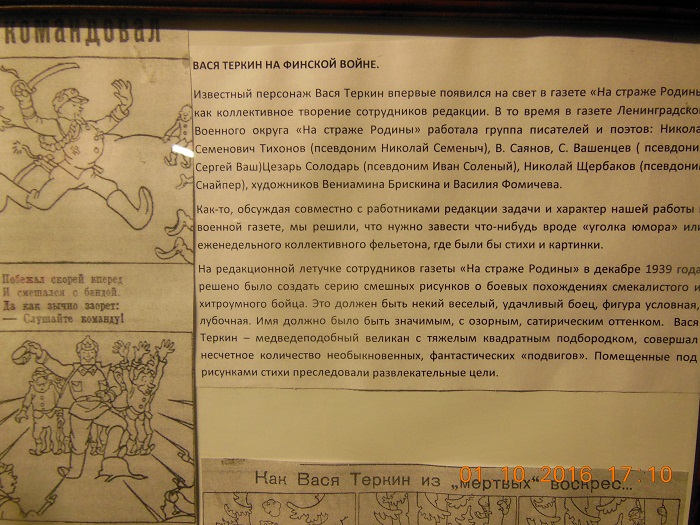 командовал
ВАСЯ ТЕРКИН НА ФИНСКОЙ ВОЙНЕ.
Известный персонаж Вася Теркин впервые появился на свет в газете «На страже Родины
как коллективное творение сотрудников редакции. В то время в газете Ленинградско
Военного округа «На страже Родины» работала группа писателей и поэтов: Никола
Семенович Тихонов (псевдоним Николай Семеныч), В. Саянов, С. Вашенцев ( псевдони
Сергей Ваш)Цезарь Солодарь (псевдоним Иван Соленый), Николай Щербаков (псевдони
Снайпер), художников Вениамина Брискина и Василия Фомичева.
Как-то, обсуждая совместно с работниками редакции задачи и характер нашей работы
военной газете, мы решили, что нужно завести что-нибудь вроде «уголка юмора» или
еженедельного коллективного фельетона, где были бы стихи и картинки.
На редакционной летучке сотрудников газеты «На страже Родины» в декабре 1939 года
решено было создать серию смешных рисунков о боевых похождениях смекалистого и
хитроумного бойца. Это должен быть некий веселый, удачливый боец, фигура условная,
лубочная. Имя должно было быть значимым, с озорным, сатирическим оттенком. Вася
Теркин – медведеподобный великан с тяжелым квадратным подбородком, совершал
несчетное количество необыкновенных, фантастических «подвигов». Помещенные под
рисунками стихи преследовали развлекательные цели.
Побежал скорей вперед
И смешался с бандой.
Да как зычно заорет:
— Слушайте команду!
Как Вася Теркин из „мертвых" воскрес...
01.10.2016 17:10